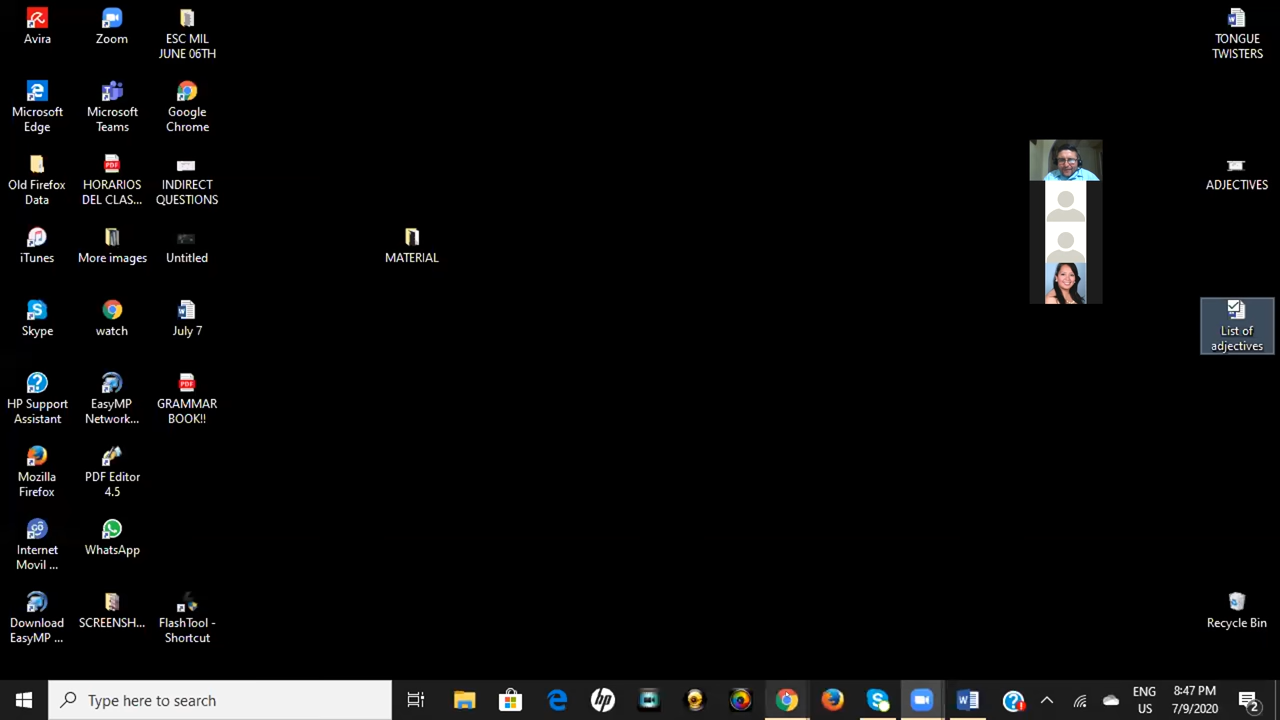 Avira
Zoom
ESC MIL
JUNE 06TH
Microsoft
Edge
Microsoft
Teams
Google
Chrome
Old Firefox
Data
HORARIOS
DEL CLAS...
INDIRECT
QUESTIONS
iTunes
More images
Untitled
Skype
watch
July 7
HP Support
Assistant
EasyMP
Network...
GRAMMAR
BOOK!!
Mozilla
Firefox
PDF Editor
4.5
Internet
Movil ...
WhatsApp
Download
EasyMP ...
SCREENSH...
FlashTool -
Shortcut
MATERIAL
TONGUE
TWISTERS
ADJECTIVES
List of
adjectives
Recycle Bin
Type here to search
ENG
US
8:47 PM
7/9/2020
2